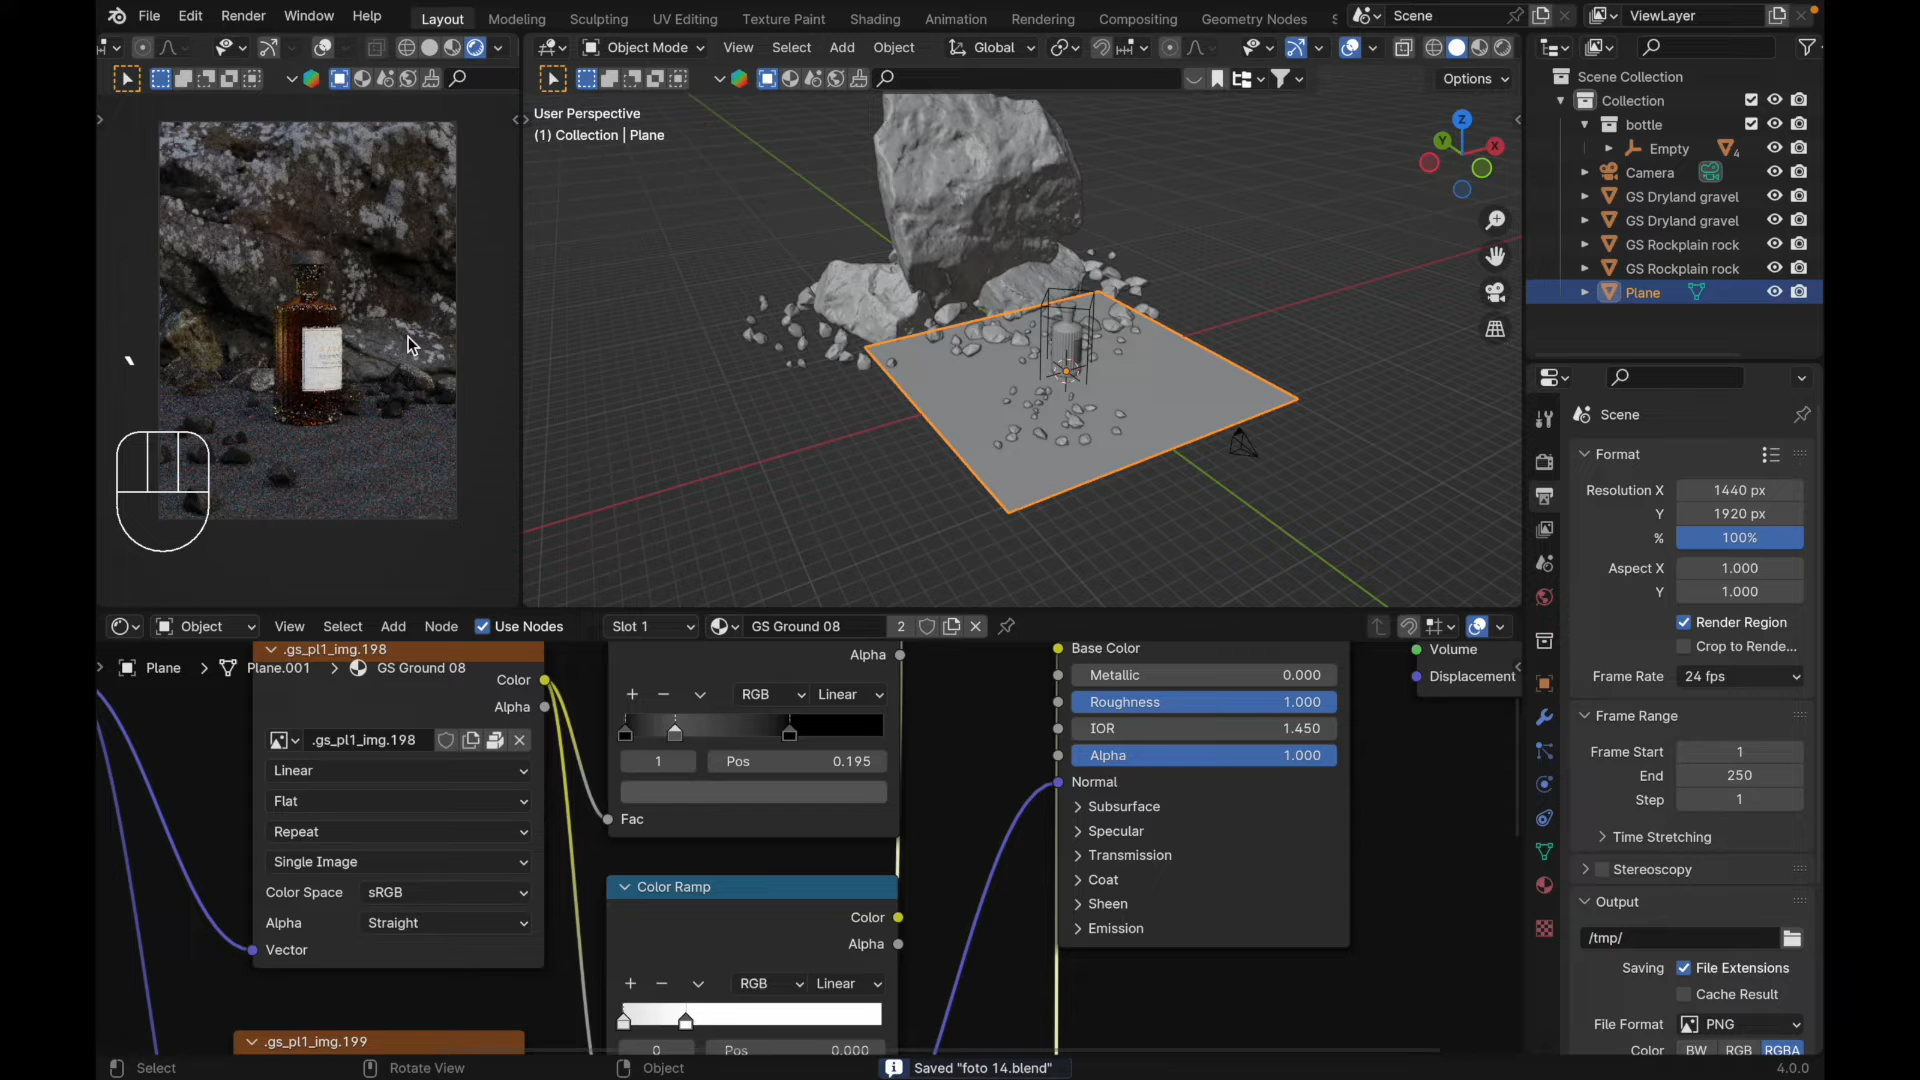 File Edit Render Window Help Layout Modeling Sculpting UV Editing Texture Paint Shading Animation Rendering Compositing Geometry Nodes Scene ViewLayer
Object Mode View Select Add Object Global
Options
User Perspective
(1) Collection | Plane
Z
Y
X
Scene Collection
Collection
bottle
Empty 4
Camera
GS Dryland gravel
GS Dryland gravel
GS Rockplain rock
GS Rockplain rock
Plane
Scene
Format
Resolution X 1440 px
Y 1920 px
% 100%
Aspect X 1.000
Y 1.000
Render Region
Crop to Rende...
Frame Rate 24 fps
Frame Range
Frame Start 1
End 250
Step 1
Time Stretching
Stereoscopy
Output
/tmp/
Saving File Extensions
Cache Result
File Format PNG
Color BW RGB RGBA
Object View Select Add Node Use Nodes Slot 1 GS Ground 08 2
.gs_pl1_img.198
Plane > Plane.001 > GS Ground 08
Color
Alpha
.gs_pl1_img.198
Linear
Flat
Repeat
Single Image
Color Space sRGB
Alpha Straight
Vector
.gs_pl1_img.199
Alpha
RGB Linear
1 Pos 0.195
Fac
Color Ramp
Color
Alpha
RGB Linear
0 Pos 0.000
Base Color
Metallic 0.000
Roughness 1.000
IOR 1.450
Alpha 1.000
Normal
Subsurface
Specular
Transmission
Coat
Sheen
Emission
Volume
Displacement
Select Rotate View Object Saved "foto 14.blend" 4.0.0